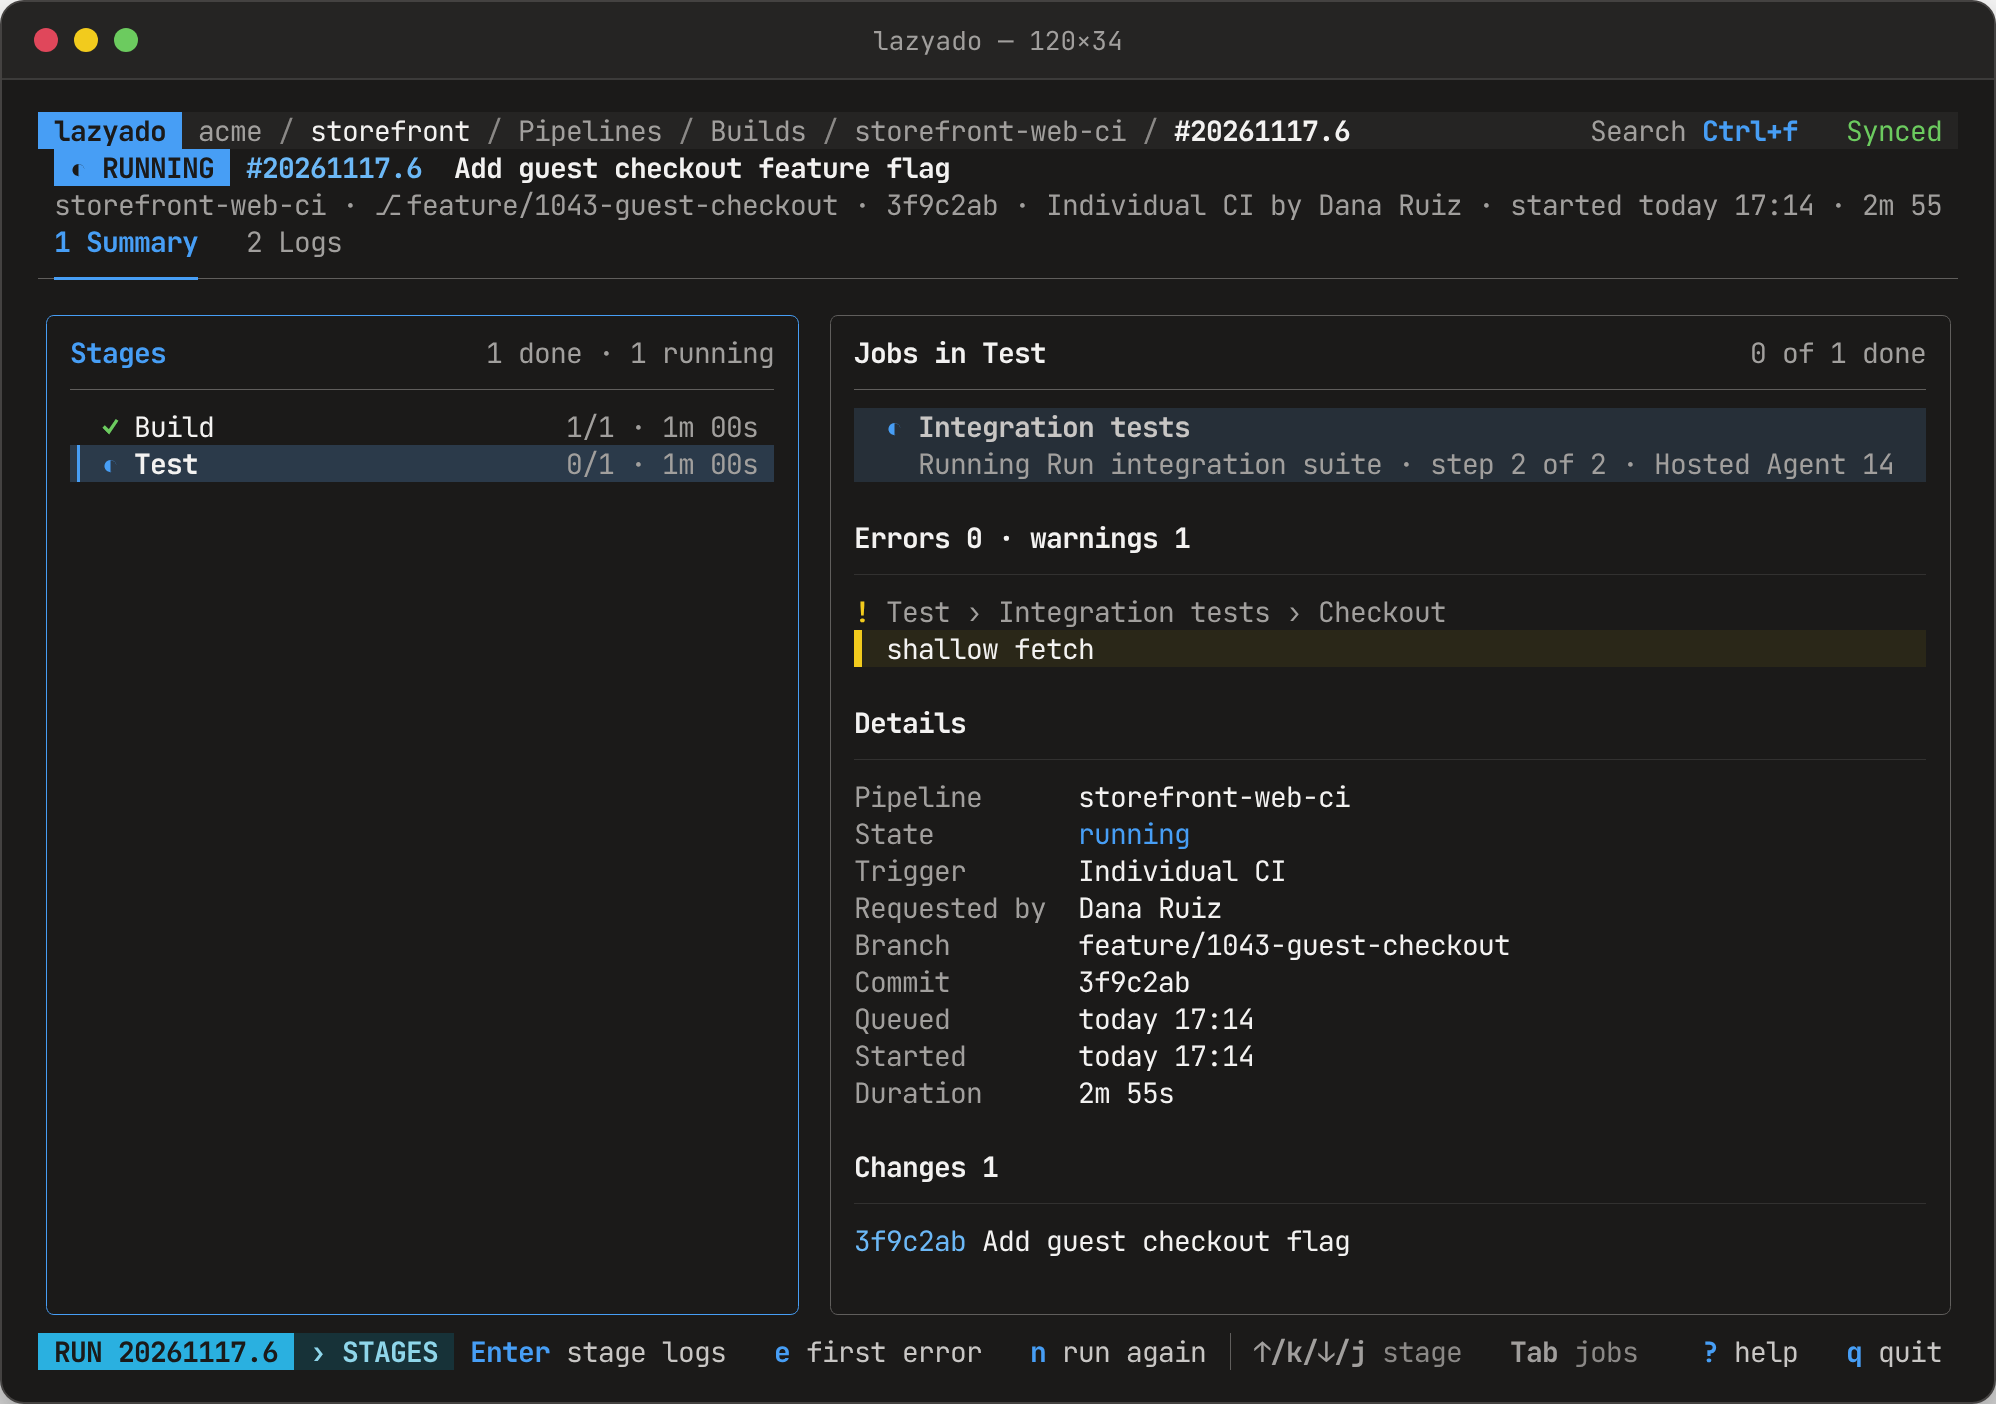 lazyado — 120×34
lazyado acme / storefront / Pipelines / Builds / storefront-web-ci / #20261117.6 Search Ctrl+f Synced
◐ RUNNING #20261117.6 Add guest checkout feature flag
storefront-web-ci · ⎇ feature/1043-guest-checkout · 3f9c2ab · Individual CI by Dana Ruiz · started today 17:14 · 2m 55
1 Summary 2 Logs
Stages 1 done · 1 running
✓ Build 1/1 · 1m 00s
◐ Test 0/1 · 1m 00s
Jobs in Test 0 of 1 done
◐ Integration tests
Running Run integration suite · step 2 of 2 · Hosted Agent 14
Errors 0 · warnings 1
! Test › Integration tests › Checkout
shallow fetch
Details
Pipeline storefront-web-ci
State running
Trigger Individual CI
Requested by Dana Ruiz
Branch feature/1043-guest-checkout
Commit 3f9c2ab
Queued today 17:14
Started today 17:14
Duration 2m 55s
Changes 1
3f9c2ab Add guest checkout flag
RUN 20261117.6 › STAGES Enter stage logs e first error n run again │ ↑/k/↓/j stage Tab jobs ? help q quit